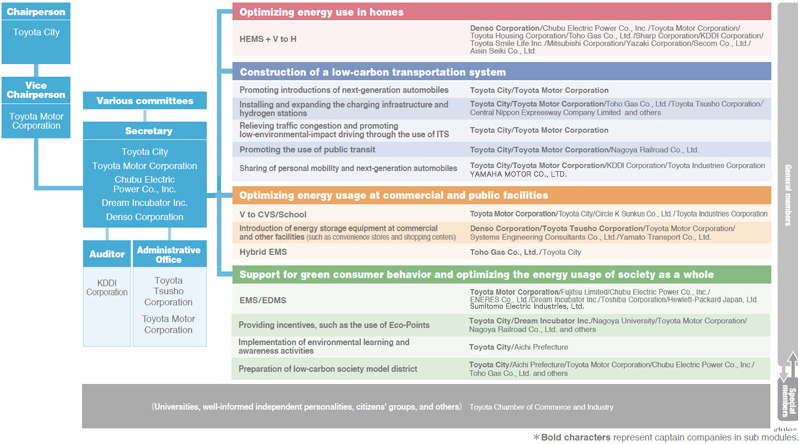 Chairperson
Toyota City
Vice
Chairperson
Toyota Motor
Corporation
Various committees
Secretary
Toyota City
Toyota Motor Corporation
Chubu Electric
Power Co., Inc.
Dream Incubator Inc.
Denso Corporation
Auditor
KDDI
Corporation
Administrative
Office
Toyota
Tsusho
Corporation
Toyota Motor
Corporation
Optimizing energy use in homes
HEMS + V to H
Denso Corporation/Chubu Electric Power Co., Inc./Toyota Motor Corporation/
Toyota Housing Corporation/Toho Gas Co., Ltd./Sharp Corporation/KDDI Corporation/
Toyota Smile Life Inc./Mitsubishi Corporation/Yazaki Corporation/Secom Co., Ltd./
Aisin Seiki Co., Ltd.
Construction of a low-carbon transportation system
Promoting introductions of next-generation automobiles
Toyota City/Toyota Motor Corporation
Installing and expanding the charging infrastructure and
hydrogen stations
Toyota City/Toyota Motor Corporation/Toho Gas Co., Ltd./Toyota Tsusho Corporation/
Central Nippon Expressway Company Limited and others
Relieving traffic congestion and promoting
low-environmental-impact driving through the use of ITS
Toyota City/Toyota Motor Corporation
Promoting the use of public transit
Toyota City/Toyota Motor Corporation/Nagoya Railroad Co., Ltd.
Sharing of personal mobility and next-generation automobiles
Toyota City/Toyota Motor Corporation/KDDI Corporation/Toyota Industries Corporation
YAMAHA MOTOR CO., LTD.
Optimizing energy usage at commercial and public facilities
V to CVS/School
Toyota Motor Corporation/Toyota City/Circle K Sunkus Co., Ltd./Toyota Industries Corporation
Introduction of energy storage equipment at commercial
and other facilities (such as convenience stores and shopping centers)
Denso Corporation/Toyota Tsusho Corporation/Toyota Motor Corporation/
Systems Engineering Consultants Co., Ltd./Yamato Transport Co., Ltd.
Hybrid EMS
Toho Gas Co., Ltd./Toyota City
Support for green consumer behavior and optimizing the energy usage of society as a whole
EMS/EDMS
Toyota Motor Corporation/Fujitsu Limited/Chubu Electric Power Co., Inc./
ENERES Co., Ltd./Dream Incubator Inc./Toshiba Corporation/Hewlett-Packard Japan, Ltd.
Sumitomo Electric Industries, Ltd.
Providing incentives, such as the use of Eco-Points
Toyota City/Dream Incubator Inc./Nagoya University/Toyota Motor Corporation/
Nagoya Railroad Co., Ltd. and others
Implementation of environmental learning and
awareness activities
Toyota City/Aichi Prefecture
Preparation of low-carbon society model district
Toyota City/Aichi Prefecture/Toyota Motor Corporation/Chubu Electric Power Co., Inc./
Toho Gas Co., Ltd. and others
General members
Special
members
(Universities, well-informed independent personalities, citizens' groups, and others) Toyota Chamber of Commerce and Industry
＊Bold characters represent captain companies in sub modules.